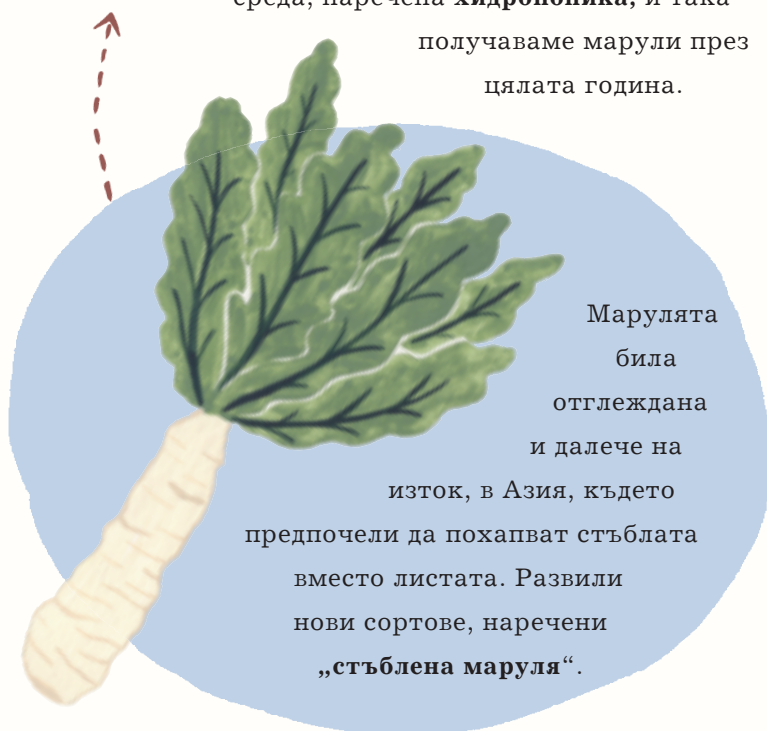 среда, наречена хидропоника, и така
получаваме марули през
цялата година.
Марулята
била
отглеждана
и далече на
изток, в Азия, където
предпочели да похапват стъблата
вместо листата. Развили
нови сортове, наречени
„стъблена маруля“.